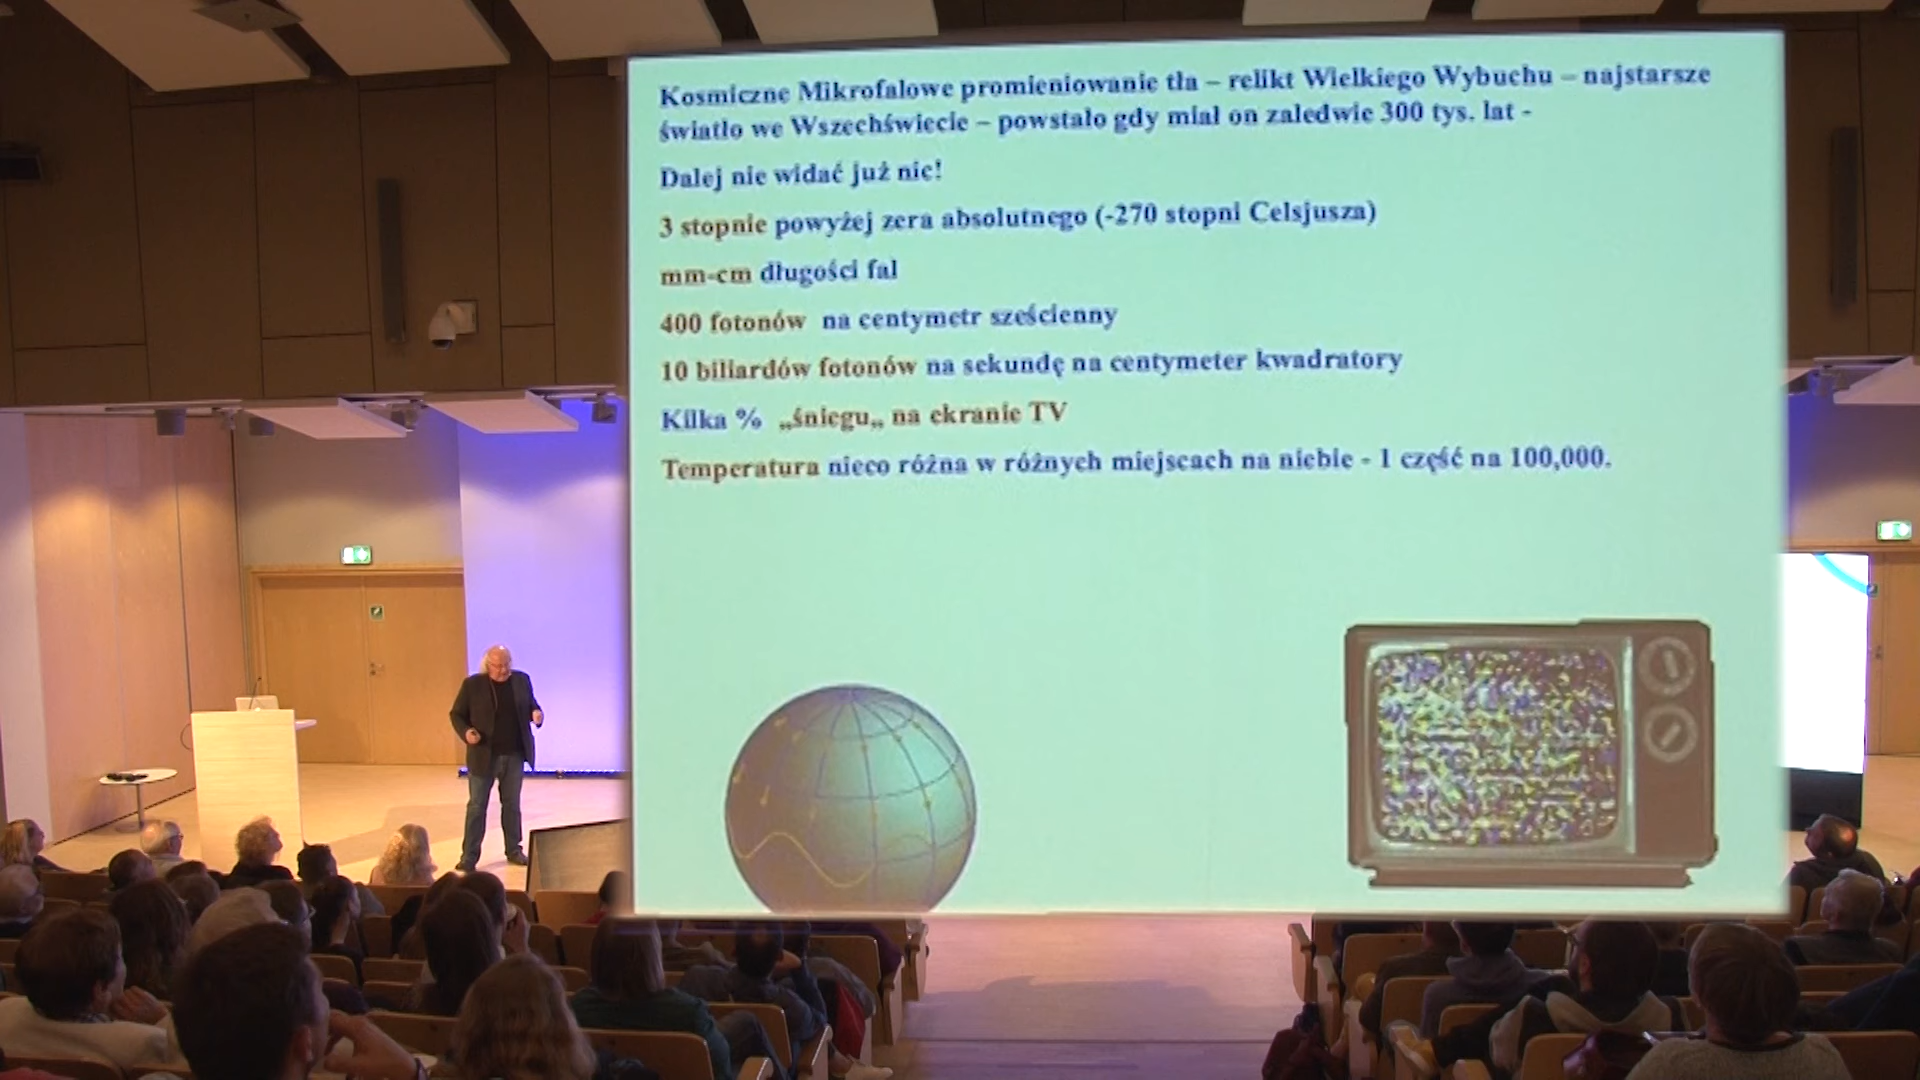 Kosmiczne Mikrofalowe promieniowanie tła – relikt Wielkiego Wybuchu – najstarsze
światło we Wszechświecie – powstało gdy miał on zaledwie 300 tys. lat -
Dalej nie widać już nic!
3 stopnie powyżej zera absolutnego (-270 stopni Celsjusza)
mm-cm długości fal
400 fotonów na centymetr sześcienny
10 biliardów fotonów na sekundę na centymeter kwadratory
Kilka % „śniegu„ na ekranie TV
Temperatura nieco różna w różnych miejscach na niebie - 1 część na 100,000.